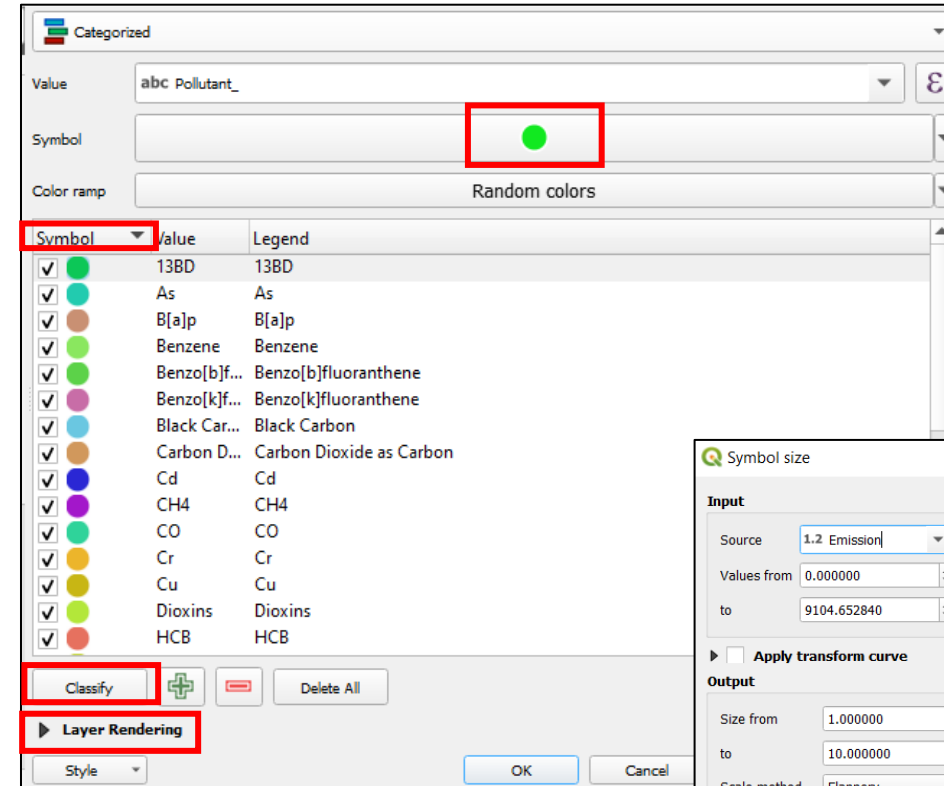 Categorized
Value abc Pollutant_ ε
Symbol
Color ramp Random colors
Symbol Value Legend
13BD 13BD
As As
B[a]p B[a]p
Benzene Benzene
Benzo[b]f... Benzo[b]fluoranthene
Benzo[k]f... Benzo[k]fluoranthene
Black Car... Black Carbon
Carbon D... Carbon Dioxide as Carbon
Cd Cd
CH4 CH4
CO CO
Cr Cr
Cu Cu
Dioxins Dioxins
HCB HCB
Classify Delete All
Layer Rendering
Style OK Cancel
Symbol size
Input
Source 1.2 Emission
Values from 0.000000
to 9104.652840
Apply transform curve
Output
Size from 1.000000
to 10.000000
Scale method Flannery